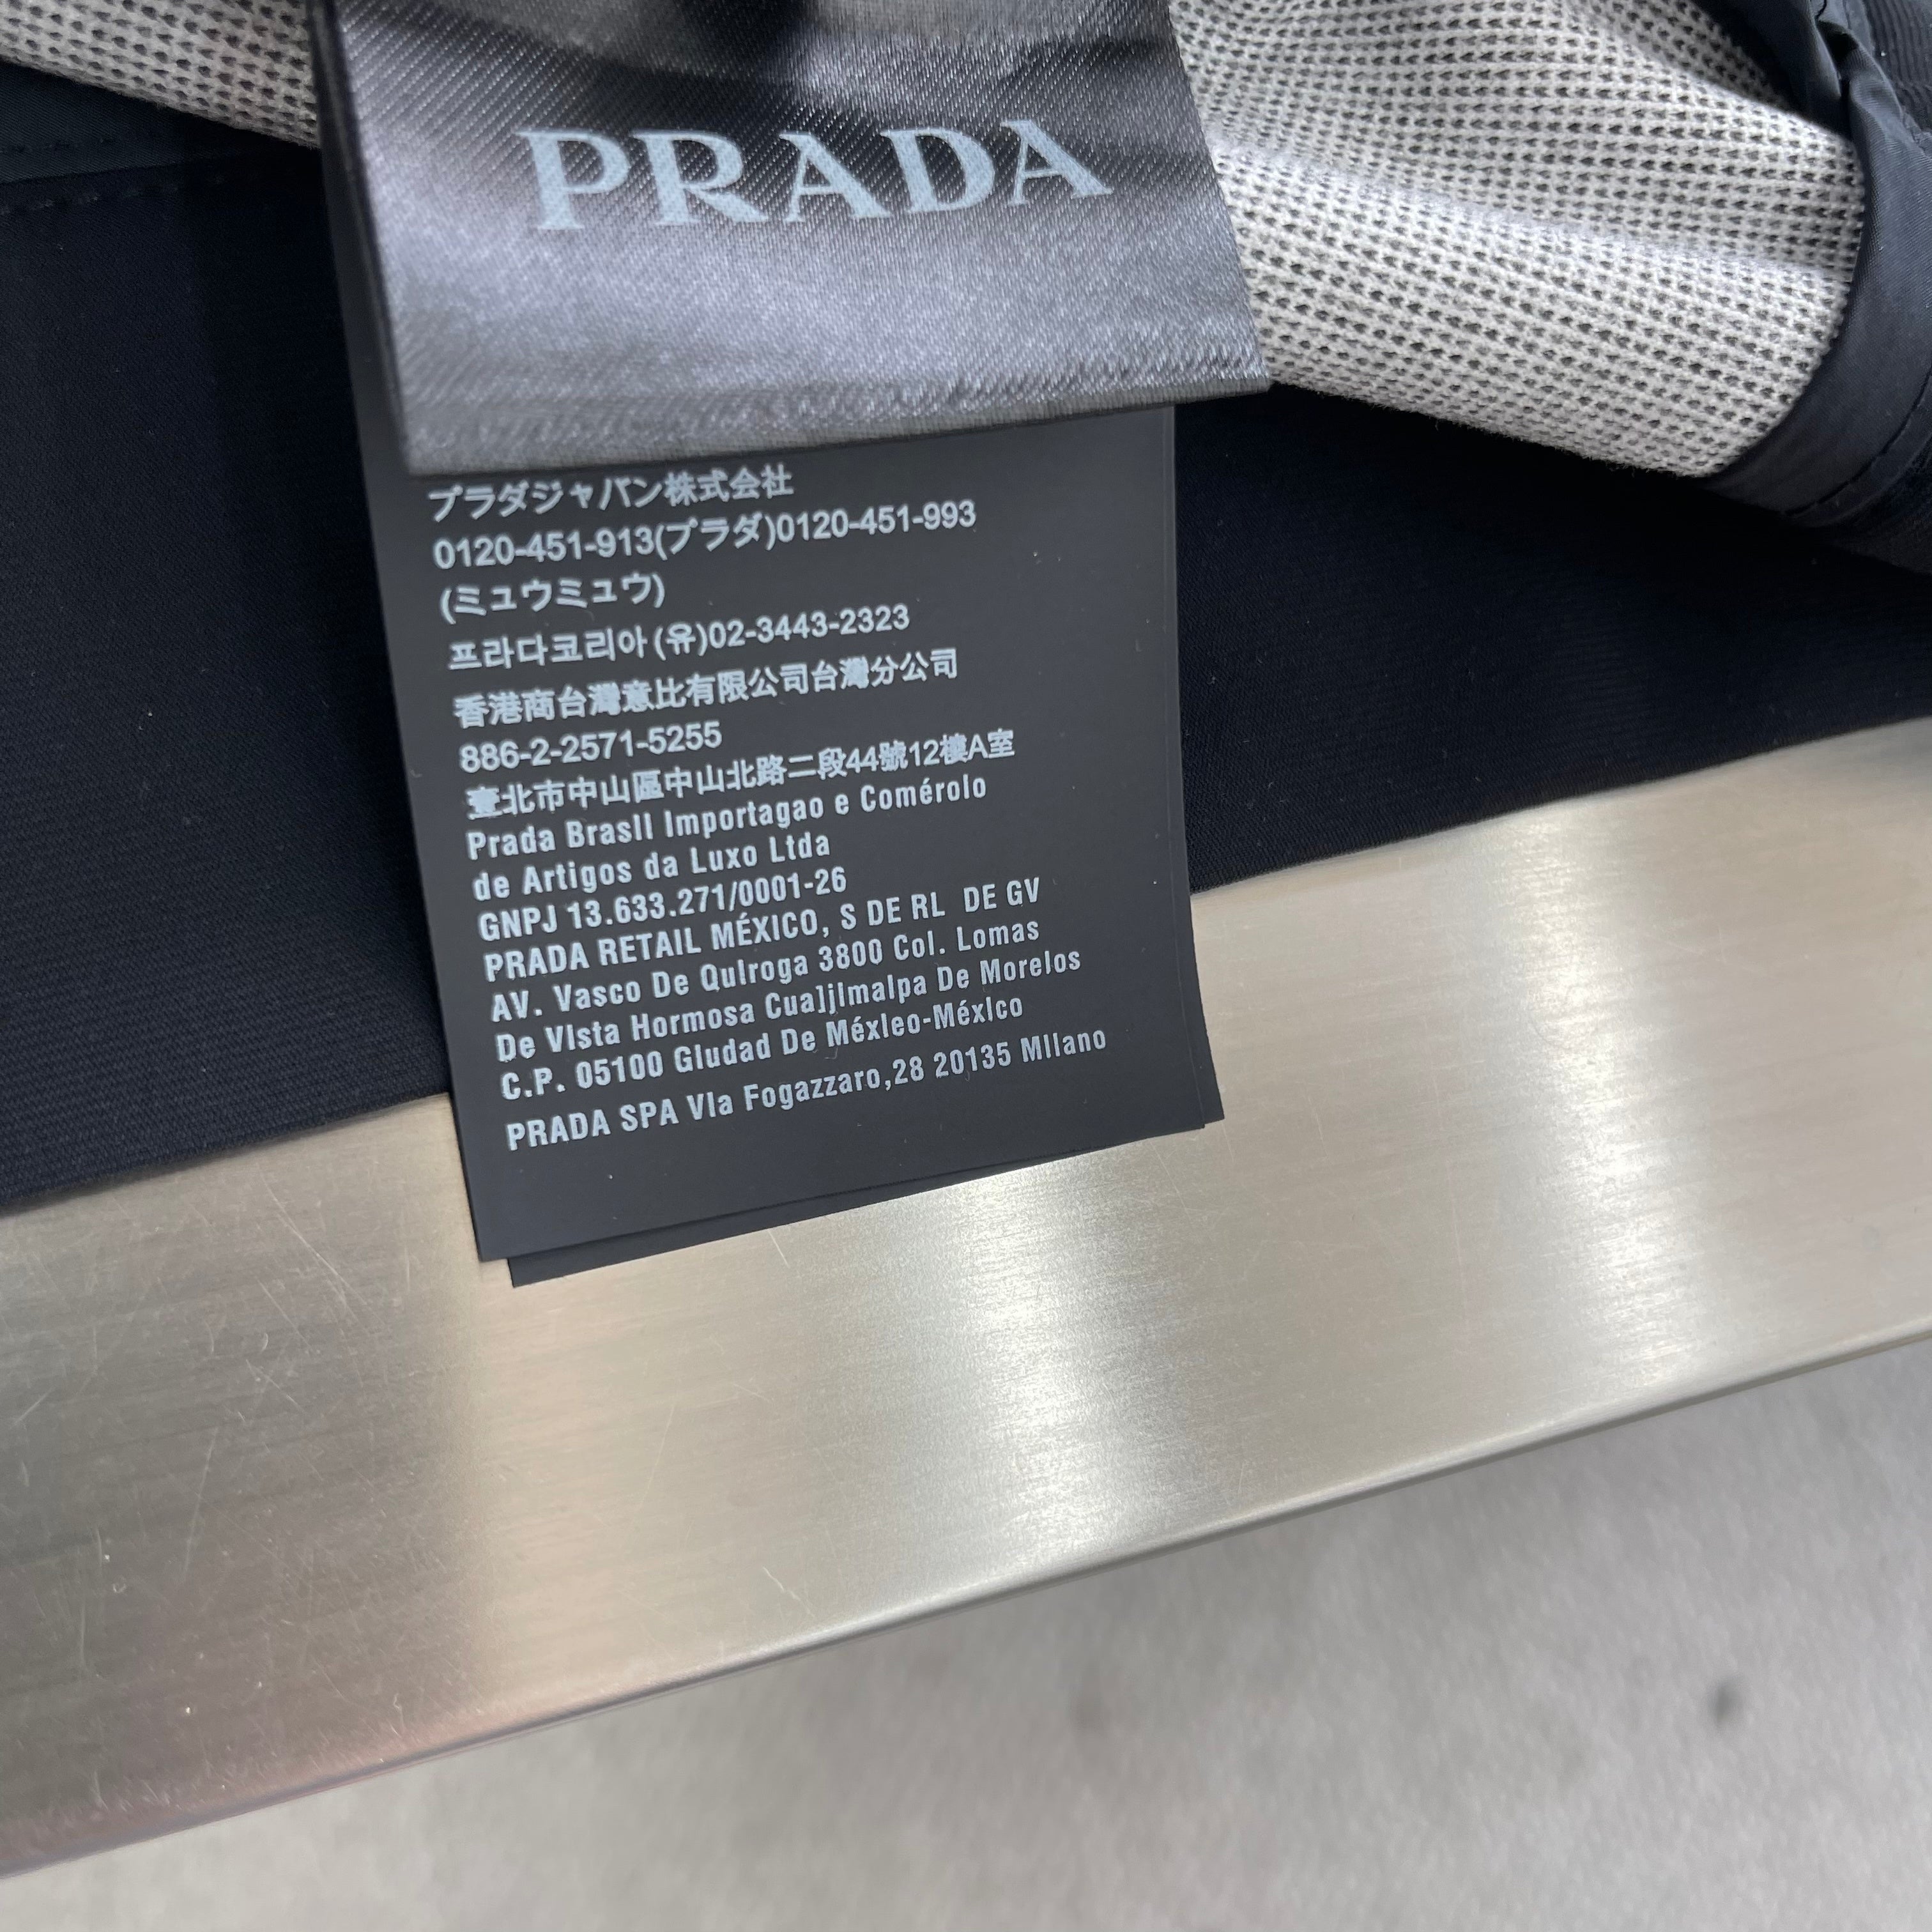 PRADA
プラダジャパン株式会社
0120-451-913(プラダ)0120-451-993
(ミュウミュウ)
프라다코리아(유)02-3443-2323
香港商台灣意比有限公司台灣分公司
886-2-2571-5255
臺北市中山區中山北路二段44號12樓A室
Prada Brasll Importagao e Comérolo
de Artigos da Luxo Ltda
GNPJ 13.633.271/0001-26
PRADA RETAIL MÉXICO, S DE RL DE GV
AV. Vasco De Qulroga 3800 Col. Lomas
De Vlsta Hormosa Cua]jlmalpa De Morelos
C.P. 05100 Gludad De Méxleo-Méxlco
PRADA SPA Vla Fogazzaro,28 20135 Mllano